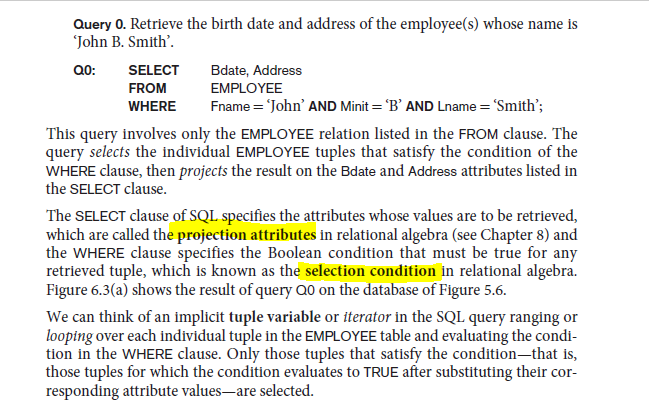 Query 0. Retrieve the birth date and address of the employee(s) whose name is
‘John B. Smith’.
Q0: SELECT Bdate, Address
FROM EMPLOYEE
WHERE Fname = ‘John’ AND Minit = ‘B’ AND Lname = ‘Smith’;
This query involves only the EMPLOYEE relation listed in the FROM clause. The
query selects the individual EMPLOYEE tuples that satisfy the condition of the
WHERE clause, then projects the result on the Bdate and Address attributes listed in
the SELECT clause.
The SELECT clause of SQL specifies the attributes whose values are to be retrieved,
which are called the projection attributes in relational algebra (see Chapter 8) and
the WHERE clause specifies the Boolean condition that must be true for any
retrieved tuple, which is known as the selection condition in relational algebra.
Figure 6.3(a) shows the result of query Q0 on the database of Figure 5.6.
We can think of an implicit tuple variable or iterator in the SQL query ranging or
looping over each individual tuple in the EMPLOYEE table and evaluating the condi-
tion in the WHERE clause. Only those tuples that satisfy the condition—that is,
those tuples for which the condition evaluates to TRUE after substituting their cor-
responding attribute values—are selected.